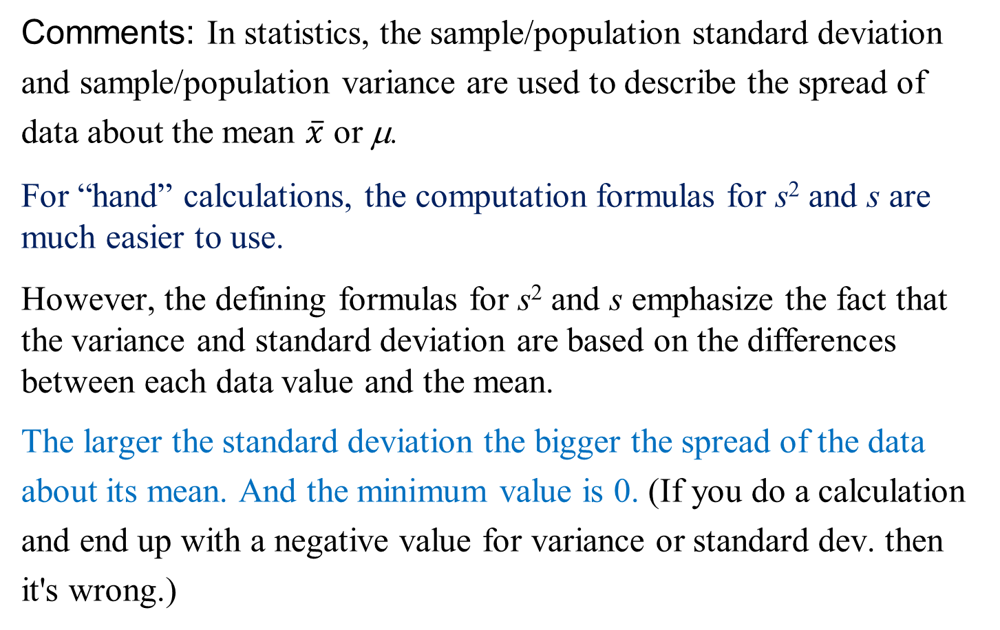 Comments: In statistics, the sample/population standard deviation
and sample/population variance are used to describe the spread of
data about the mean x̄ or μ.
For “hand” calculations, the computation formulas for s² and s are
much easier to use.
However, the defining formulas for s² and s emphasize the fact that
the variance and standard deviation are based on the differences
between each data value and the mean.
The larger the standard deviation the bigger the spread of the data
about its mean. And the minimum value is 0. (If you do a calculation
and end up with a negative value for variance or standard dev. then
it's wrong.)